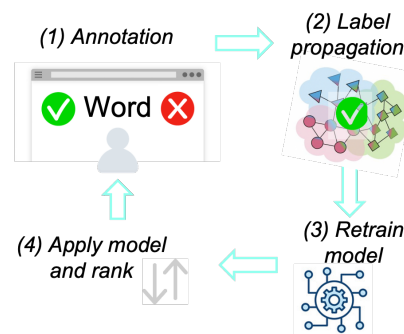 (1) Annotation
(2) Label
propagation
Word
(3) Retrain
model
(4) Apply model
and rank